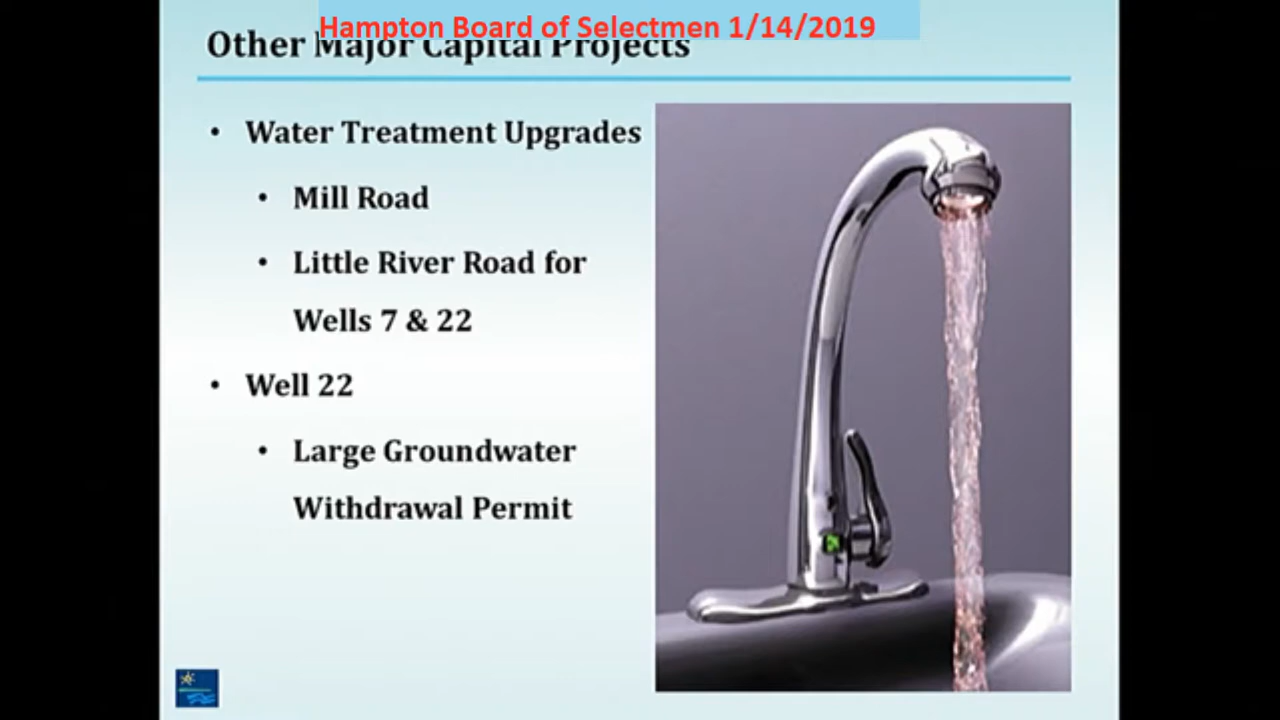 Hampton Board of Selectmen 1/14/2019
Other Major Capital Projects
• Water Treatment Upgrades
• Mill Road
• Little River Road for
Wells 7 & 22
• Well 22
• Large Groundwater
Withdrawal Permit